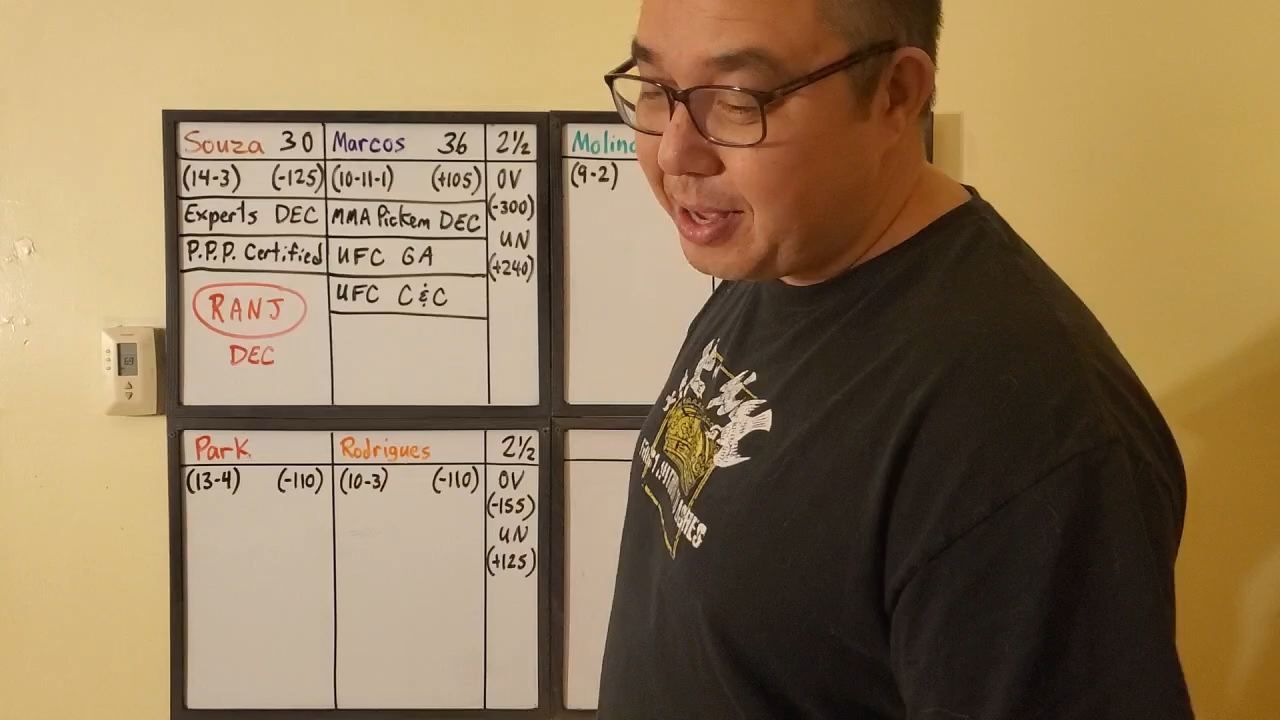 Souza 30 Marcos 36 2½
(14-3) (-125) (10-11-1) (+105) OV
(-300)
Experts DEC MMA Pickem DEC
UN
P.P.P. Certified UFC GA (+240)
RANJ UFC C&C
DEC
Molina
(9-2)
Park Rodrigues 2½
(13-4) (-110) (10-3) (-110) OV
(-155)
UN
(+125)